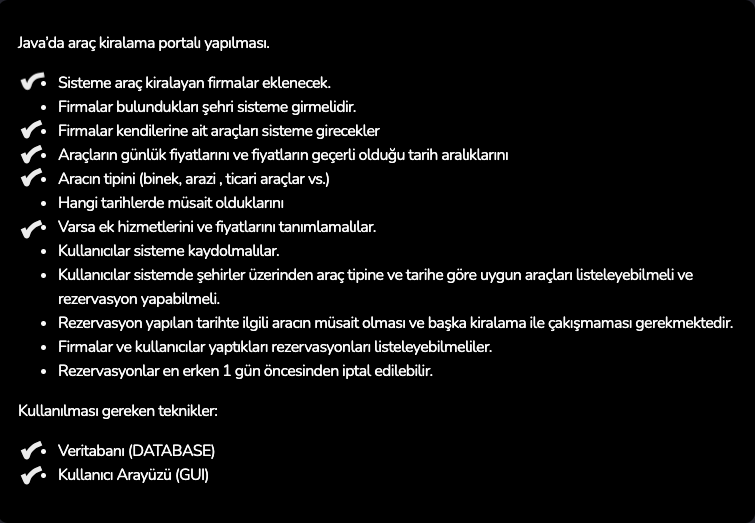 Java'da araç kiralama portalı yapılması.
✔• Sisteme araç kiralayan firmalar eklenecek.
• Firmalar bulundukları şehri sisteme girmelidir.
✔• Firmalar kendilerine ait araçları sisteme girecekler
✔• Araçların günlük fiyatlarını ve fiyatların geçerli olduğu tarih aralıklarını
✔• Aracın tipini (binek, arazi , ticari araçlar vs.)
• Hangi tarihlerde müsait olduklarını
✔• Varsa ek hizmetlerini ve fiyatlarını tanımlamalılar.
• Kullanıcılar sisteme kaydolmalılar.
• Kullanıcılar sistemde şehirler üzerinden araç tipine ve tarihe göre uygun araçları listeleyebilmeli ve
rezervasyon yapabilmeli.
• Rezervasyon yapılan tarihte ilgili aracın müsait olması ve başka kiralama ile çakışmaması gerekmektedir.
• Firmalar ve kullanıcılar yaptıkları rezervasyonları listeleyebilmeliler.
• Rezervasyonlar en erken 1 gün öncesinden iptal edilebilir.
Kullanılması gereken teknikler:
✔• Veritabanı (DATABASE)
✔• Kullanıcı Arayüzü (GUI)